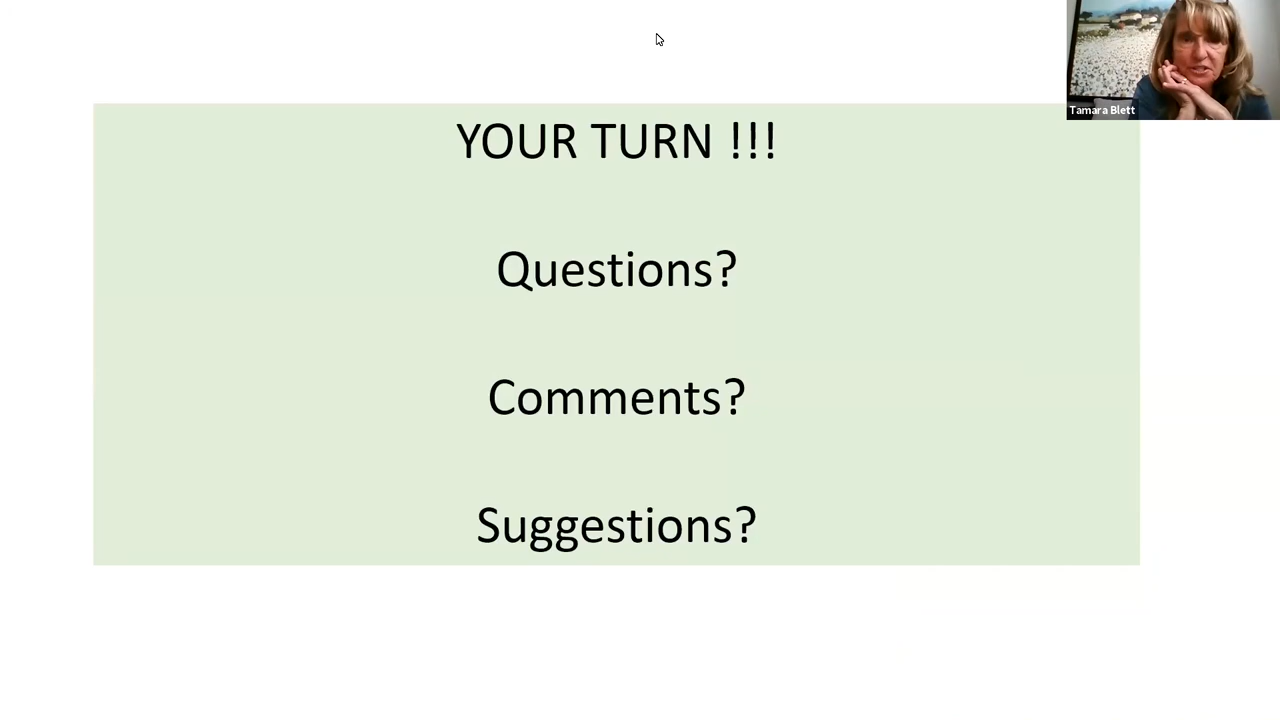 Tamara Blett
YOUR TURN !!!
Questions?
Comments?
Suggestions?